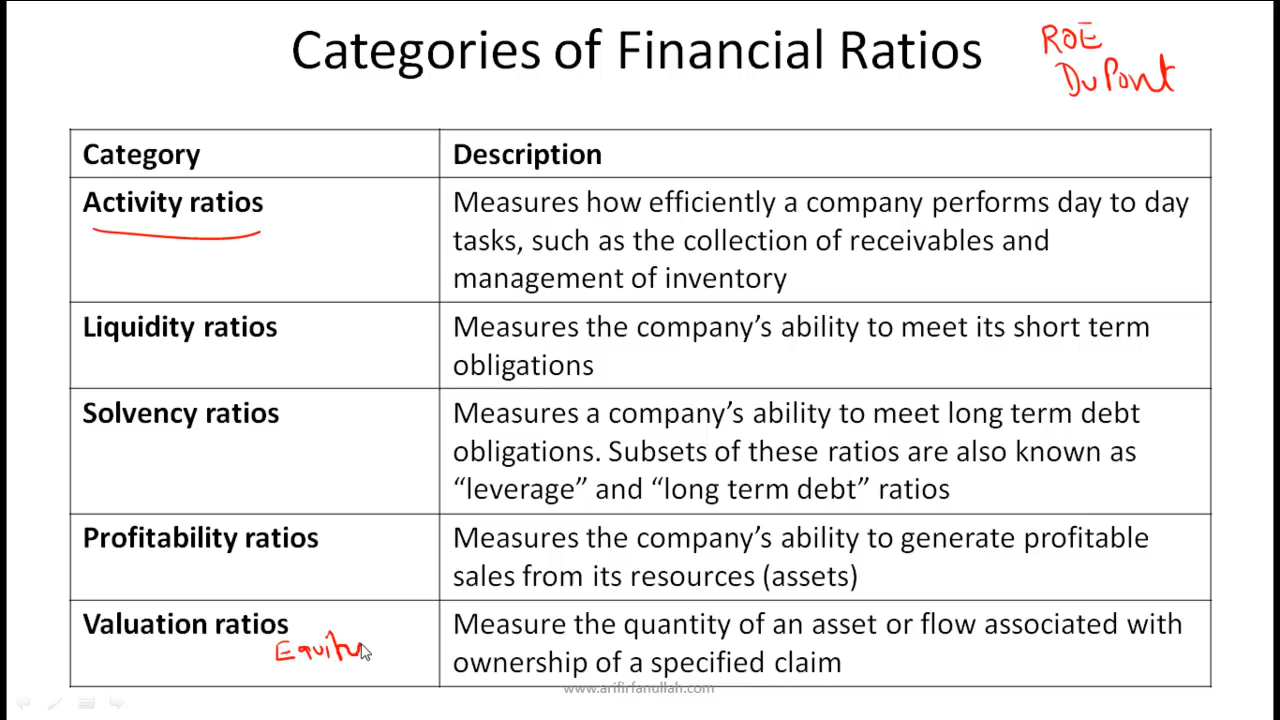 Categories of Financial Ratios
ROE
DuPont
Category
Description
Activity ratios
Measures how efficiently a company performs day to day
tasks, such as the collection of receivables and
management of inventory
Liquidity ratios
Measures the company’s ability to meet its short term
obligations
Solvency ratios
Measures a company’s ability to meet long term debt
obligations. Subsets of these ratios are also known as
“leverage” and “long term debt” ratios
Profitability ratios
Measures the company’s ability to generate profitable
sales from its resources (assets)
Valuation ratios
Equity
Measure the quantity of an asset or flow associated with
ownership of a specified claim
www.arifirfanullah.com